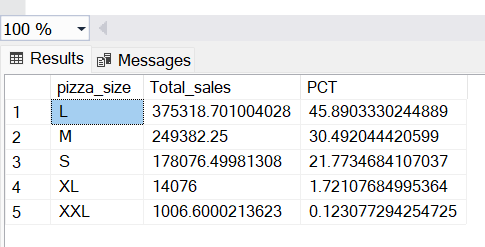 100 %
Results Messages
pizza_size Total_sales PCT
1 L 375318.701004028 45.8903330244889
2 M 249382.25 30.492044420599
3 S 178076.49981308 21.7734684107037
4 XL 14076 1.72107684995364
5 XXL 1006.6000213623 0.123077294254725